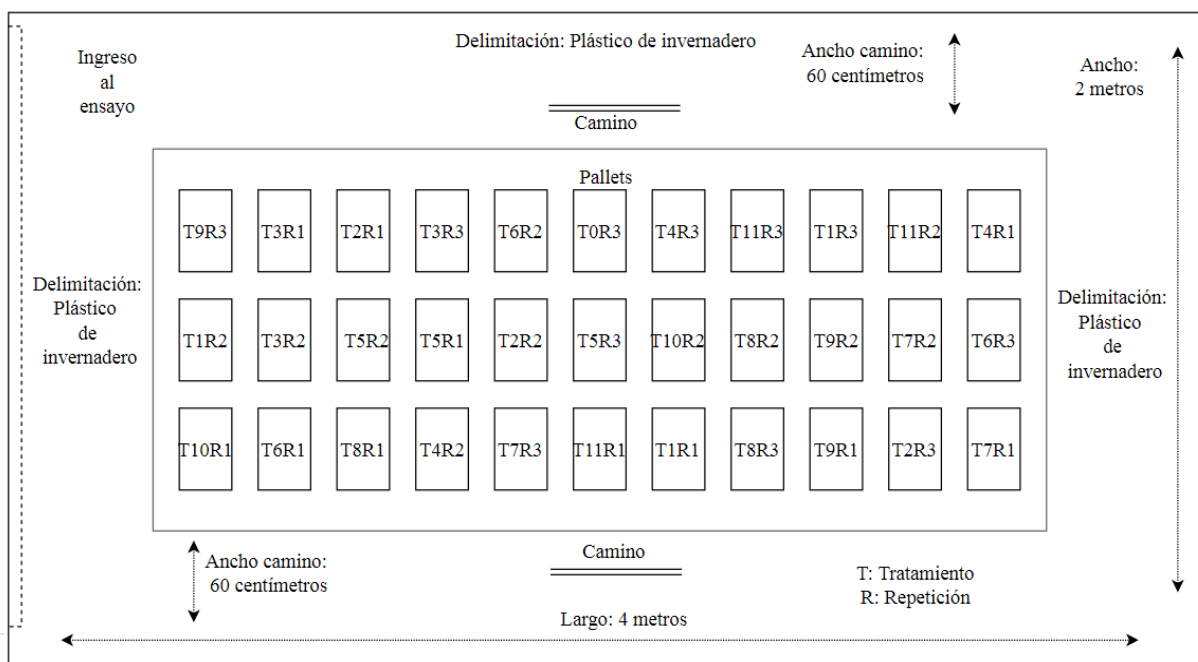 Delimitación: Plástico de invernadero
Ingreso
al
ensayo
Ancho camino:
60 centímetros
Ancho:
2 metros
Camino
Pallets
T9R3 T3R1 T2R1 T3R3 T6R2 T0R3 T4R3 T11R3 T1R3 T11R2 T4R1
Delimitación:
Plástico
de
invernadero
T1R2 T3R2 T5R2 T5R1 T2R2 T5R3 T10R2 T8R2 T9R2 T7R2 T6R3
Delimitación:
Plástico
de
invernadero
T10R1 T6R1 T8R1 T4R2 T7R3 T11R1 T1R1 T8R3 T9R1 T2R3 T7R1
Ancho camino:
60 centímetros
Camino
T: Tratamiento
R: Repetición
Largo: 4 metros